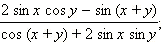 2 sin x cos y − sin (x + y)
cos (x + y) + 2 sin x sin y'